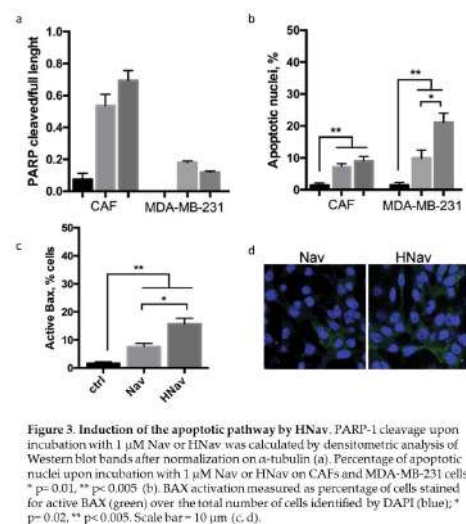 a
b
PARP cleaved/full lenght
0.8
0.6
0.4
0.2
0.0
CAF MDA-MB-231
Apoptotic nuclei, %
50
40
30
20
10
0
**
**
*
CAF MDA-MB-231
c
d
Active Bax, % cells
40
30
20
10
0
**
*
ctrl Nav HNav
Nav HNav
Figure 3. Induction of the apoptotic pathway by HNav. PARP-1 cleavage upon
incubation with 1 μM Nav or HNav was calculated by densitometric analysis of
Western blot bands after normalization on α-tubulin (a). Percentage of apoptotic
nuclei upon incubation with 1 μM Nav or HNav on CAFs and MDA-MB-231 cells
* p= 0.01, ** p< 0.005 (b). BAX activation measured as percentage of cells stained
for active BAX (green) over the total number of cells identified by DAPI (blue); *
p= 0.02, ** p< 0.005. Scale bar = 10 μm (c, d).